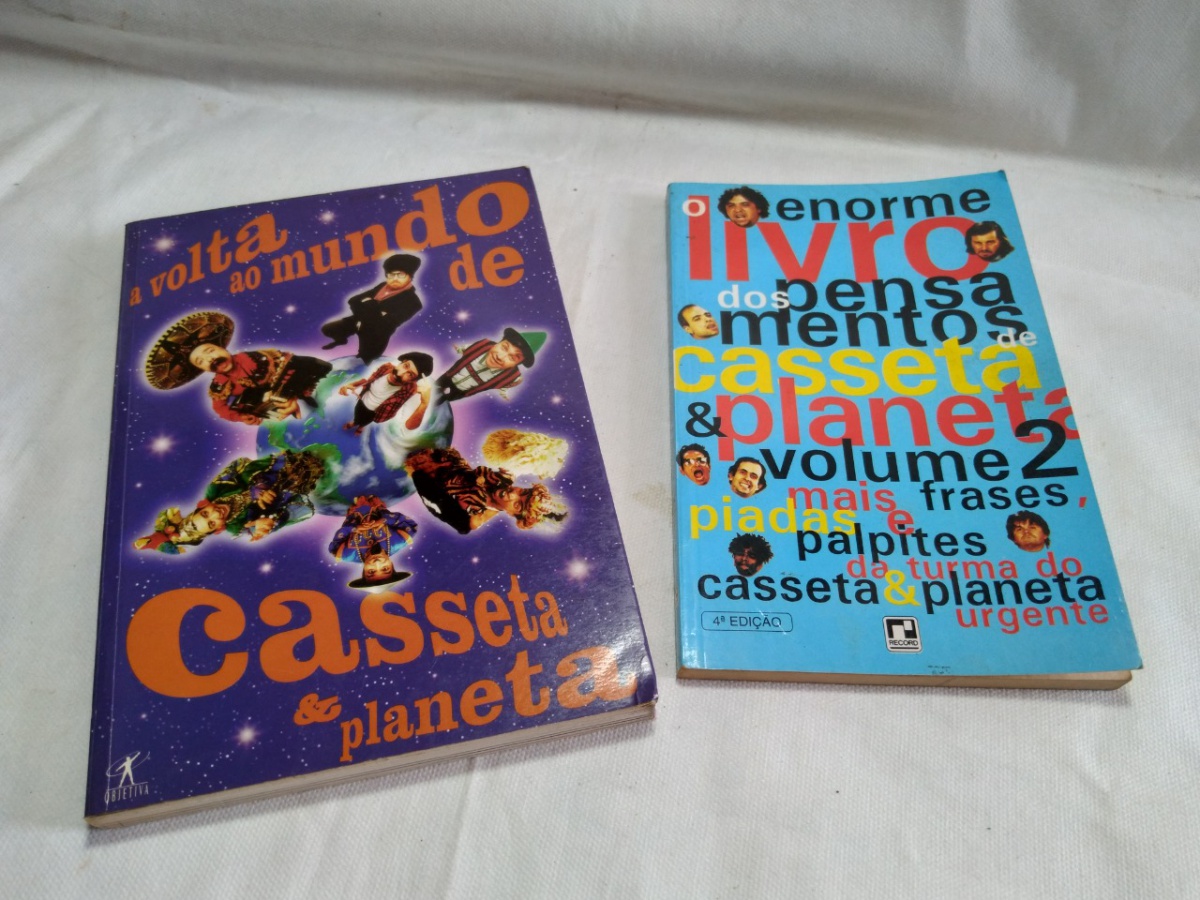 a volta
ao mundo
de
casseta
& planeta
OBJETIVA
o enorme
livro
dos pensa
mentos de
casseta
& planeta
volume 2
mais frases,
piadas e
palpites
da turma do
casseta & planeta
urgente
4ª EDIÇÃO
RECORD